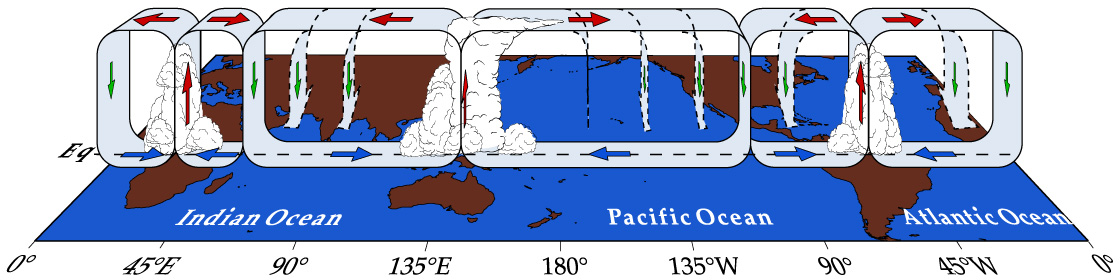 Eq
Indian Ocean
Pacific Ocean
Atlantic Ocean
0° 45°E 90° 135°E 180° 135°W 90° 45°W 0°